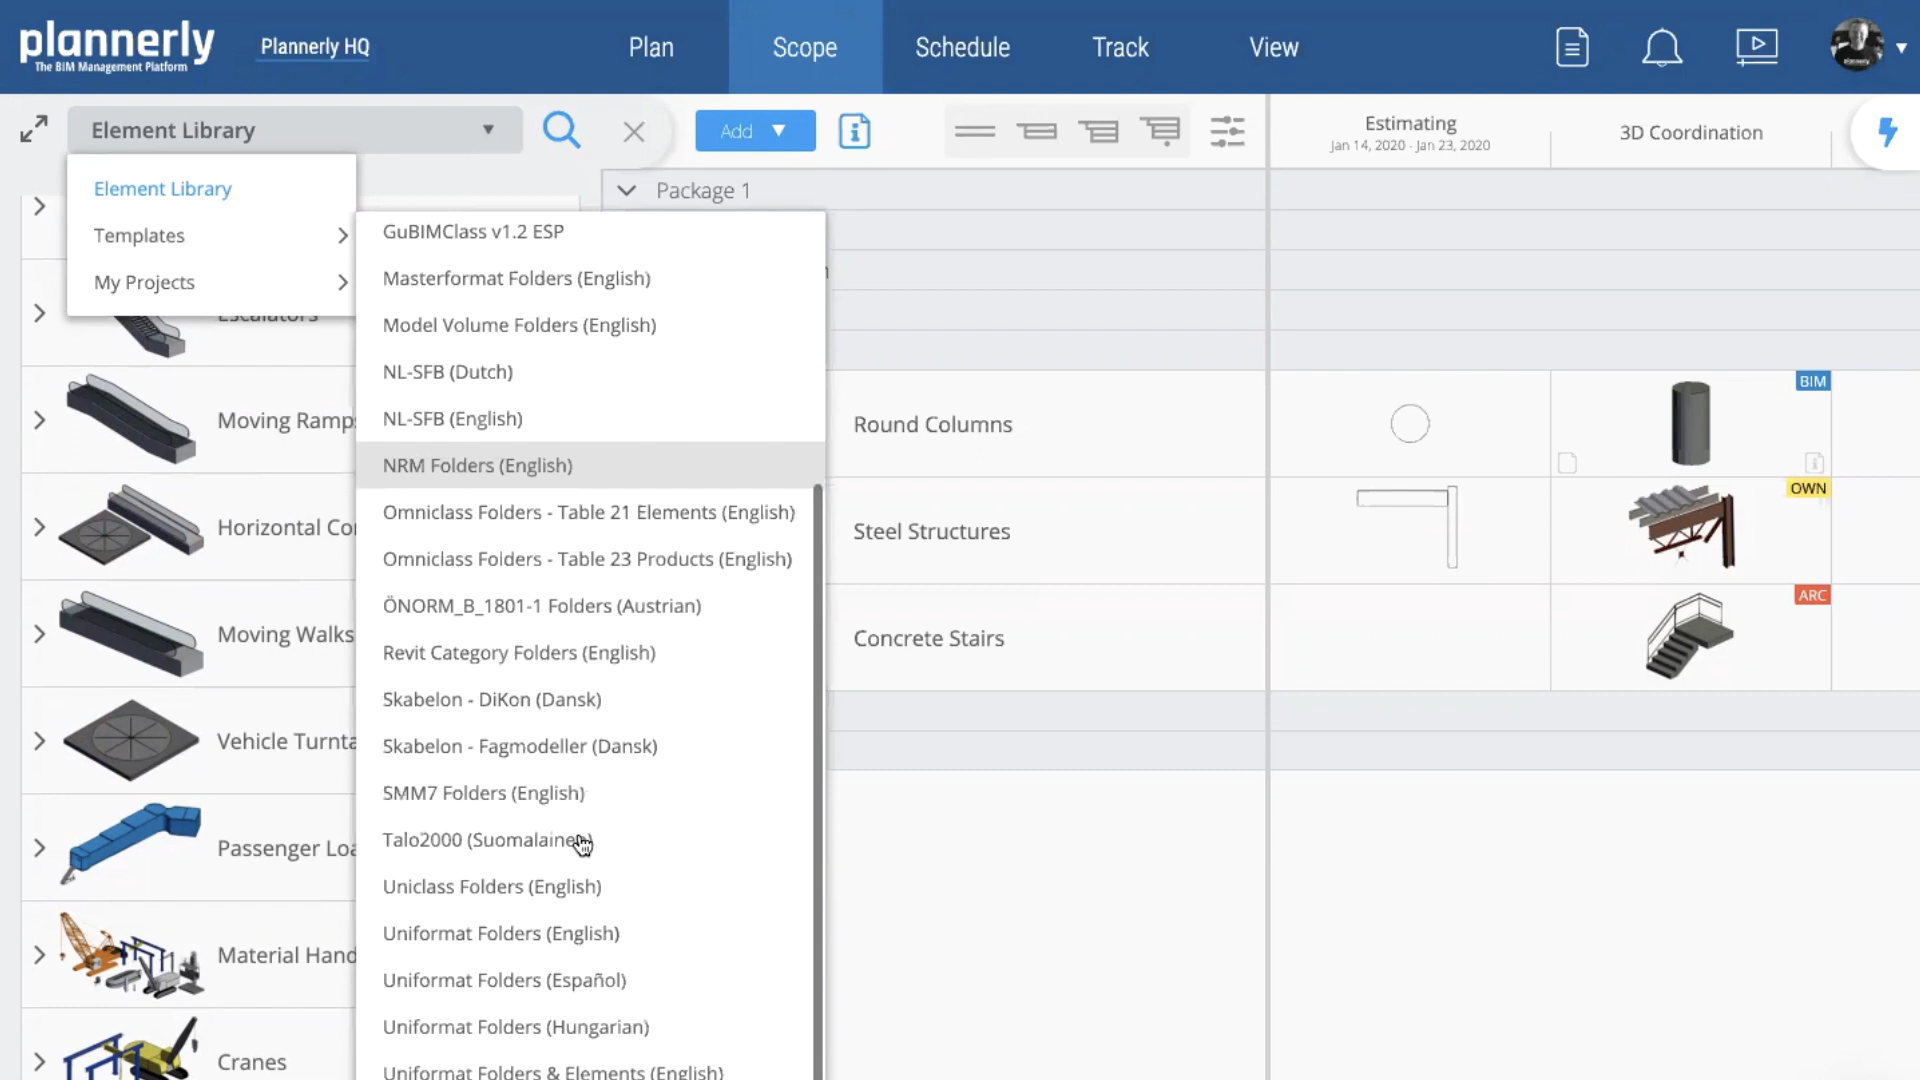 plannerly
The BIM Management Platform
Plannerly HQ
Plan
Scope
Schedule
Track
View
Element Library
Add
Estimating
Jan 14, 2020 - Jan 23, 2020
3D Coordination
Element Library
Templates
My Projects
Package 1
GuBIMClass v1.2 ESP
Masterformat Folders (English)
Model Volume Folders (English)
NL-SFB (Dutch)
NL-SFB (English)
NRM Folders (English)
Omniclass Folders - Table 21 Elements (English)
Omniclass Folders - Table 23 Products (English)
ÖNORM_B_1801-1 Folders (Austrian)
Revit Category Folders (English)
Skabelon - DiKon (Dansk)
Skabelon - Fagmodeller (Dansk)
SMM7 Folders (English)
Talo2000 (Suomalainen)
Uniclass Folders (English)
Uniformat Folders (English)
Uniformat Folders (Español)
Uniformat Folders (Hungarian)
Uniformat Folders & Elements (English)
Escalators
Moving Ramps
Horizontal Co
Moving Walks
Vehicle Turnta
Passenger Loa
Material Hand
Cranes
Round Columns
BIM
Steel Structures
OWN
Concrete Stairs
ARC